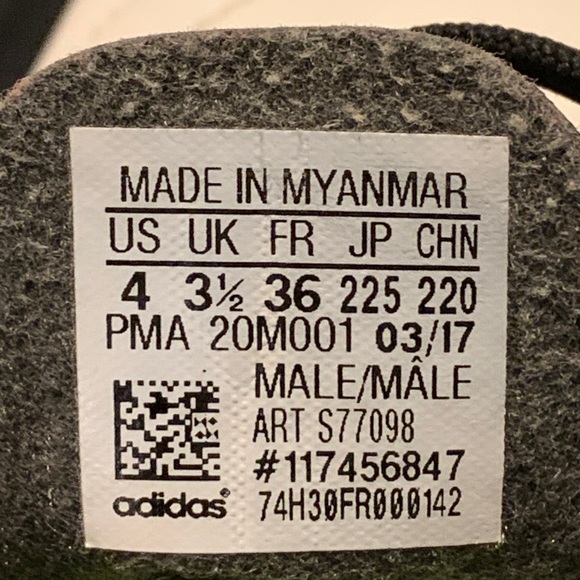 MADE IN MYANMAR
US UK FR JP CHN
4 3½ 36 225 220
PMA 20M001 03/17
MALE/MÂLE
ART S77098
#117456847
adidas® 74H30FR000142